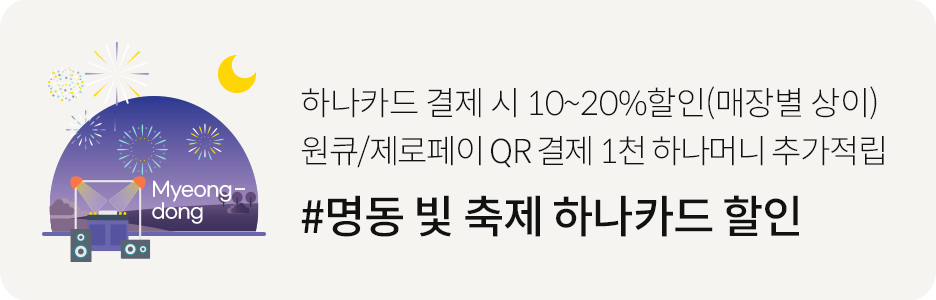 하나카드 결제 시 10~20%할인(매장별 상이)
원큐/제로페이 QR 결제 1천 하나머니 추가적립
#명동 빛 축제 하나카드 할인
Myeong-
dong